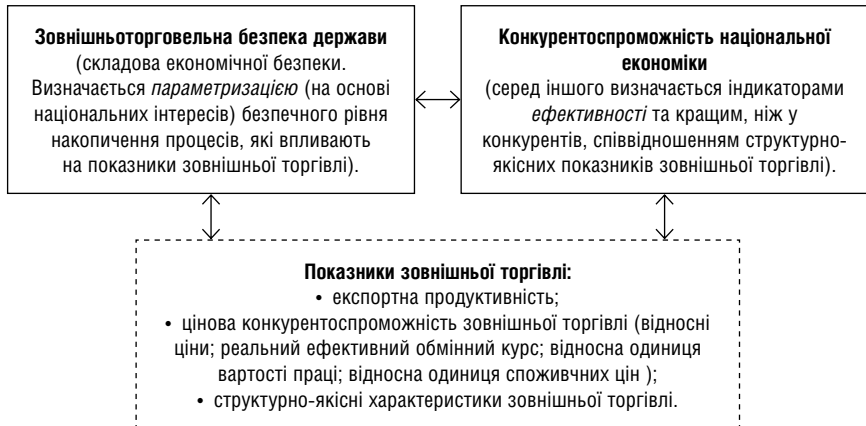 Зовнішньоторговельна безпека держави
(складова економічної безпеки.
Визначається параметризацією (на основі
національних інтересів) безпечного рівня
накопичення процесів, які впливають
на показники зовнішньої торгівлі).
Конкурентоспроможність національної
економіки
(серед іншого визначається індикаторами
ефективності та кращим, ніж у
конкурентів, співвідношенням структурно-
якісних показників зовнішньої торгівлі).
Показники зовнішньої торгівлі:
• експортна продуктивність;
• цінова конкурентоспроможність зовнішньої торгівлі (відносні
ціни; реальний ефективний обмінний курс; відносна одиниця
вартості праці; відносна одиниця споживчних цін );
• структурно-якісні характеристики зовнішньої торгівлі.